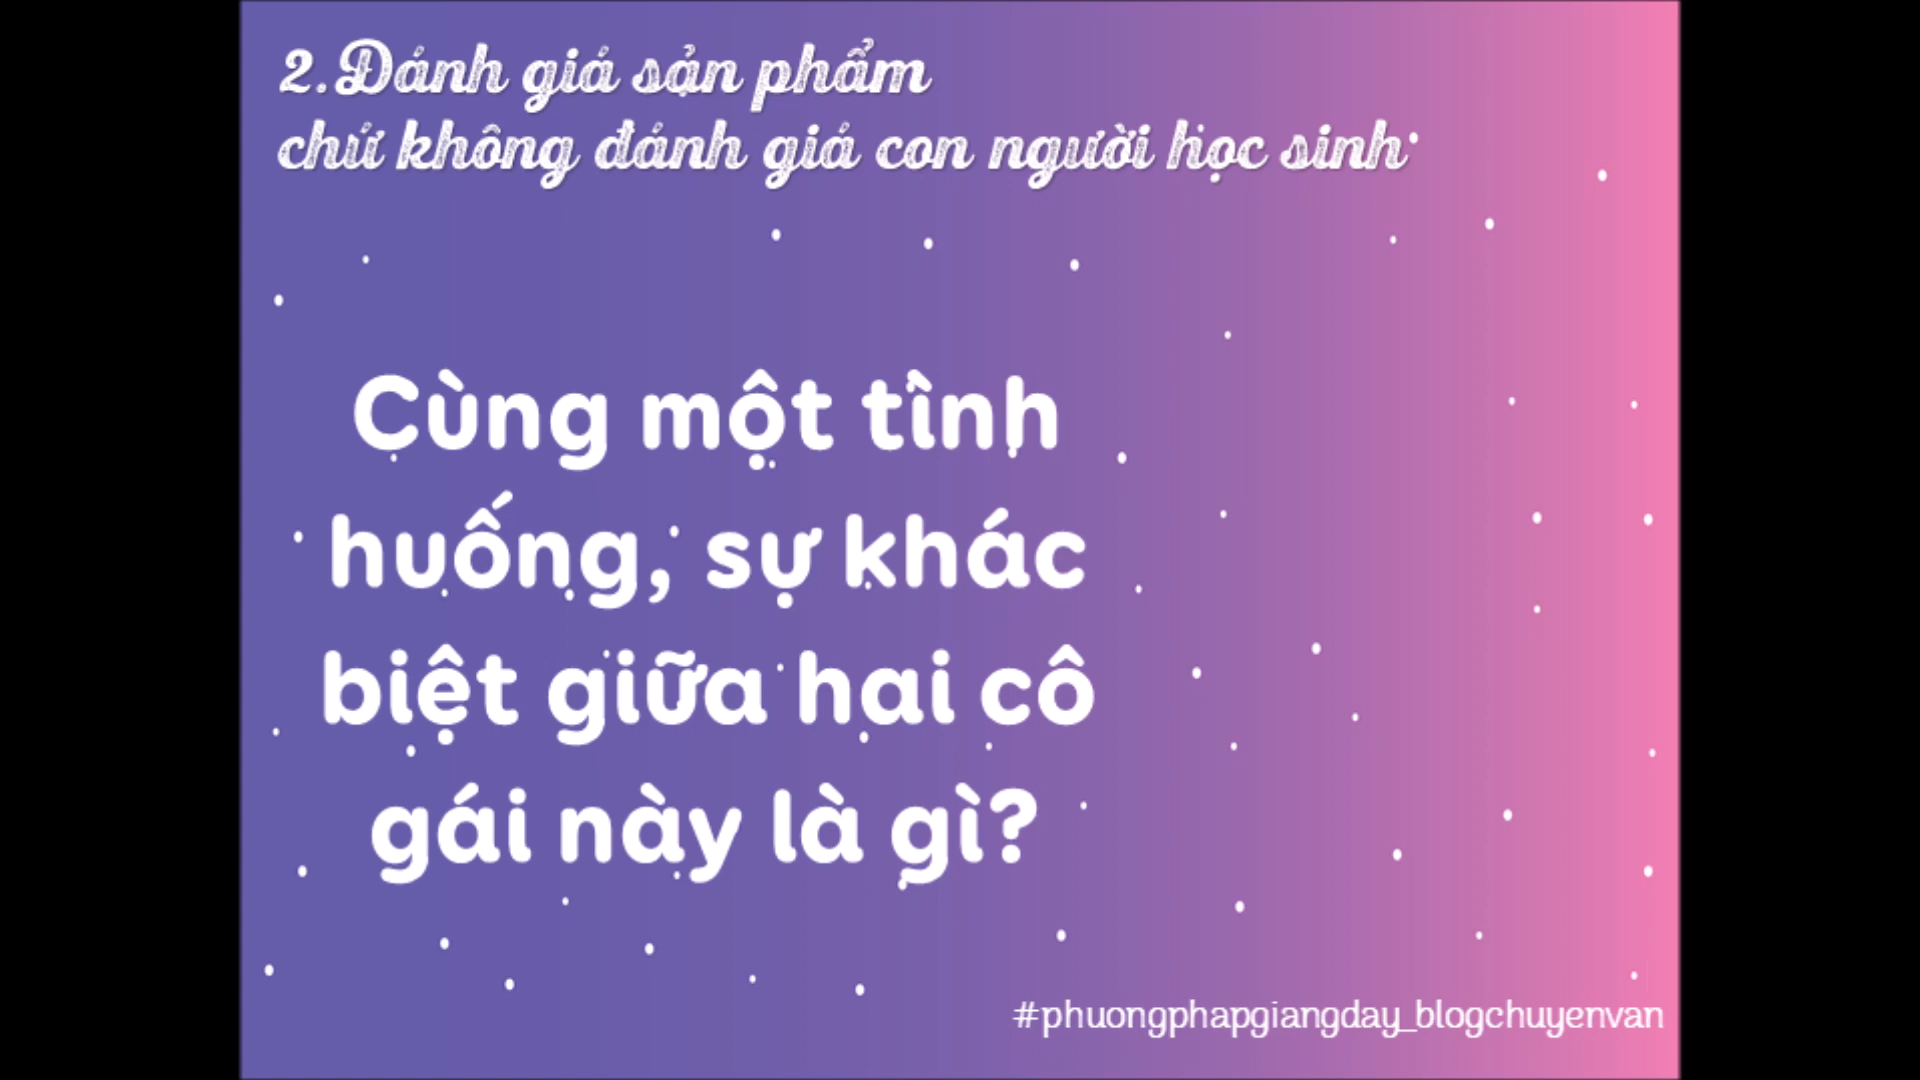 2.Đánh giá sản phẩm
chứ không đánh giá con người học sinh
Cùng một tình
huống, sự khác
biệt giữa hai cô
gái này là gì?
#phuongphapgiangday_blogchuyenvan